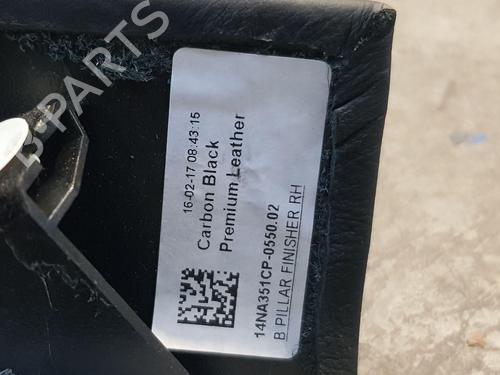 16-02-17 08:43:15
Carbon Black
Premium Leather
14NA351CP-0550.02
B PILLAR FINISHER RH
B-PARTS